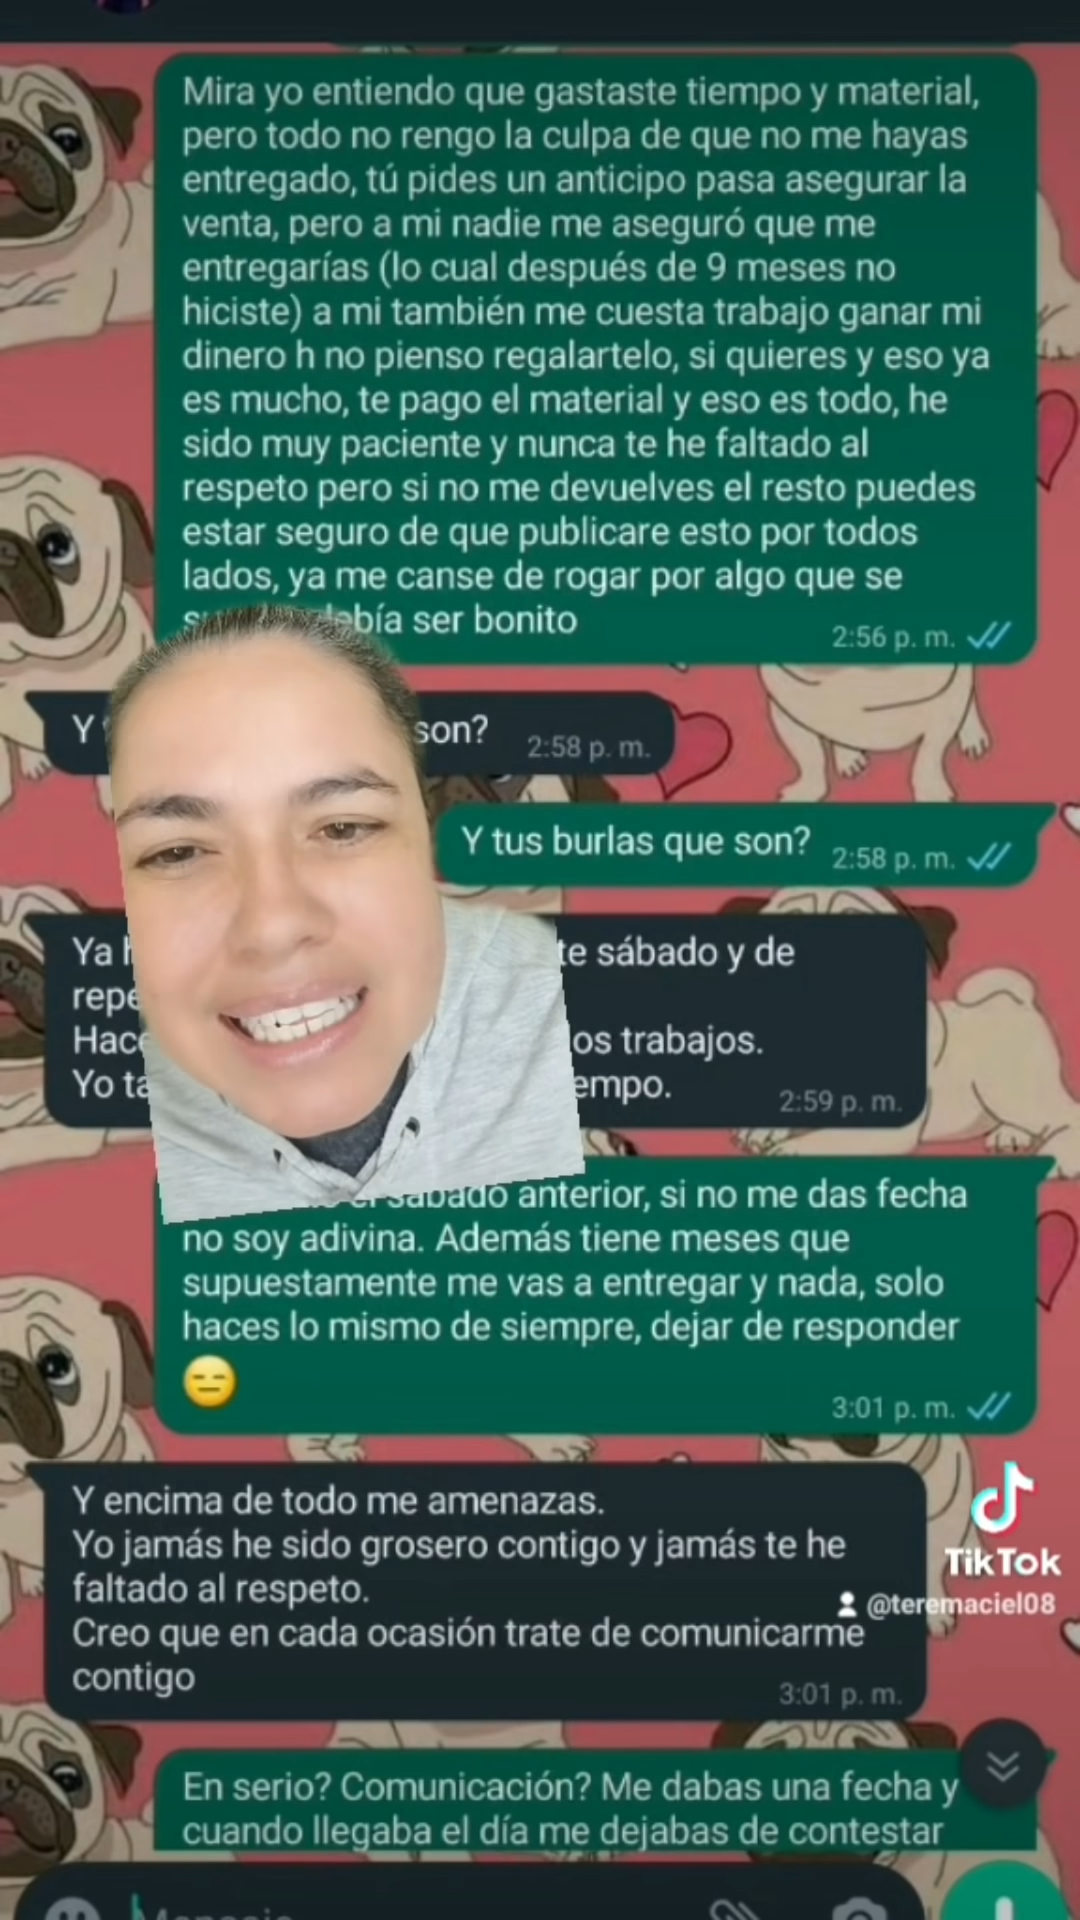 Mira yo entiendo que gastaste tiempo y material,
pero todo no rengo la culpa de que no me hayas
entregado, tú pides un anticipo pasa asegurar la
venta, pero a mi nadie me aseguró que me
entregarías (lo cual después de 9 meses no
hiciste) a mi también me cuesta trabajo ganar mi
dinero h no pienso regalartelo, si quieres y eso ya
es mucho, te pago el material y eso es todo, he
sido muy paciente y nunca te he faltado al
respeto pero si no me devuelves el resto puedes
estar seguro de que publicare esto por todos
lados, ya me canse de rogar por algo que se
ser bonito
2:56 p. m.
Y son?
2:58 p. m.
Y tus burlas que son?
2:58 p. m.
Ya sábado y de
trabajos.
Yo
2:59 p. m.
sábado anterior, si no me das fecha
no soy adivina. Además tiene meses que
supuestamente me vas a entregar y nada, solo
haces lo mismo de siempre, dejar de responder
😑
3:01 p. m.
Y encima de todo me amenazas.
Yo jamás he sido grosero contigo y jamás te he
faltado al respeto.
Creo que en cada ocasión trate de comunicarme
contigo
3:01 p. m.
TikTok
@teremaciel08
En serio? Comunicación? Me dabas una fecha y
cuando llegaba el día me dejabas de contestar